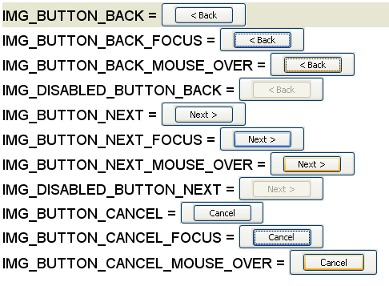 IMG_BUTTON_BACK = < Back
IMG_BUTTON_BACK_FOCUS = < Back
IMG_BUTTON_BACK_MOUSE_OVER = < Back
IMG_DISABLED_BUTTON_BACK = < Back
IMG_BUTTON_NEXT = Next >
IMG_BUTTON_NEXT_FOCUS = Next >
IMG_BUTTON_NEXT_MOUSE_OVER = Next >
IMG_DISABLED_BUTTON_NEXT = Next >
IMG_BUTTON_CANCEL = Cancel
IMG_BUTTON_CANCEL_FOCUS = Cancel
IMG_BUTTON_CANCEL_MOUSE_OVER = Cancel